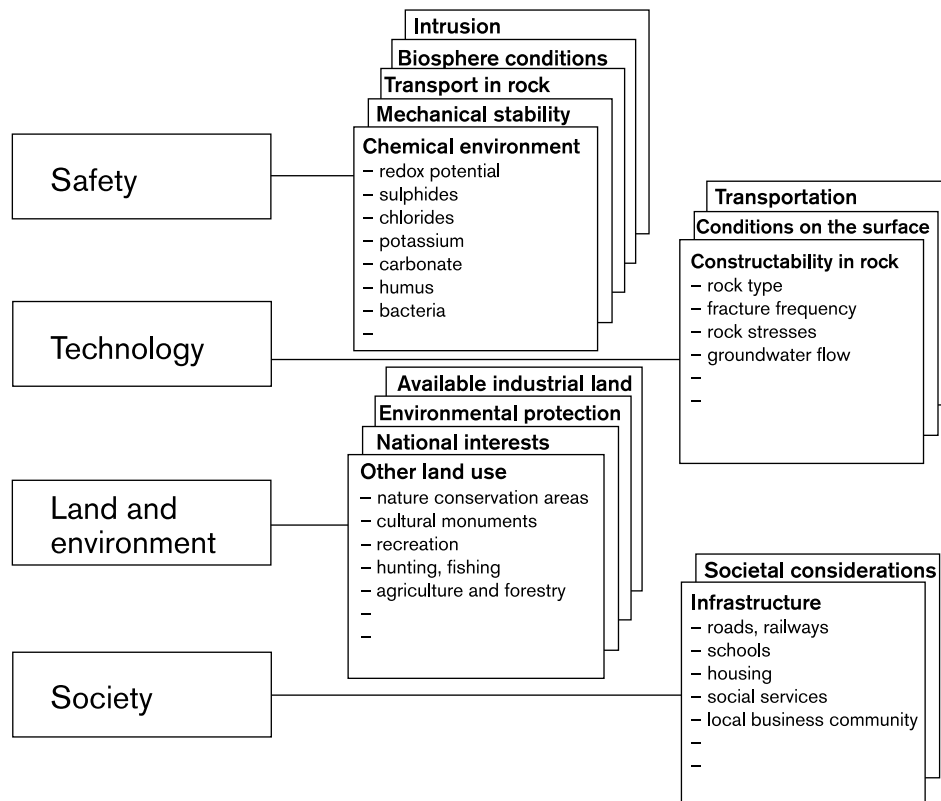 Safety
Intrusion
Biosphere conditions
Transport in rock
Mechanical stability
Chemical environment
– redox potential
– sulphides
– chlorides
– potassium
– carbonate
– humus
– bacteria
–
Technology
Transportation
Conditions on the surface
Constructability in rock
– rock type
– fracture frequency
– rock stresses
– groundwater flow
–
–
Land and
environment
Available industrial land
Environmental protection
National interests
Other land use
– nature conservation areas
– cultural monuments
– recreation
– hunting, fishing
– agriculture and forestry
–
–
Society
Societal considerations
Infrastructure
– roads, railways
– schools
– housing
– social services
– local business community
–
–